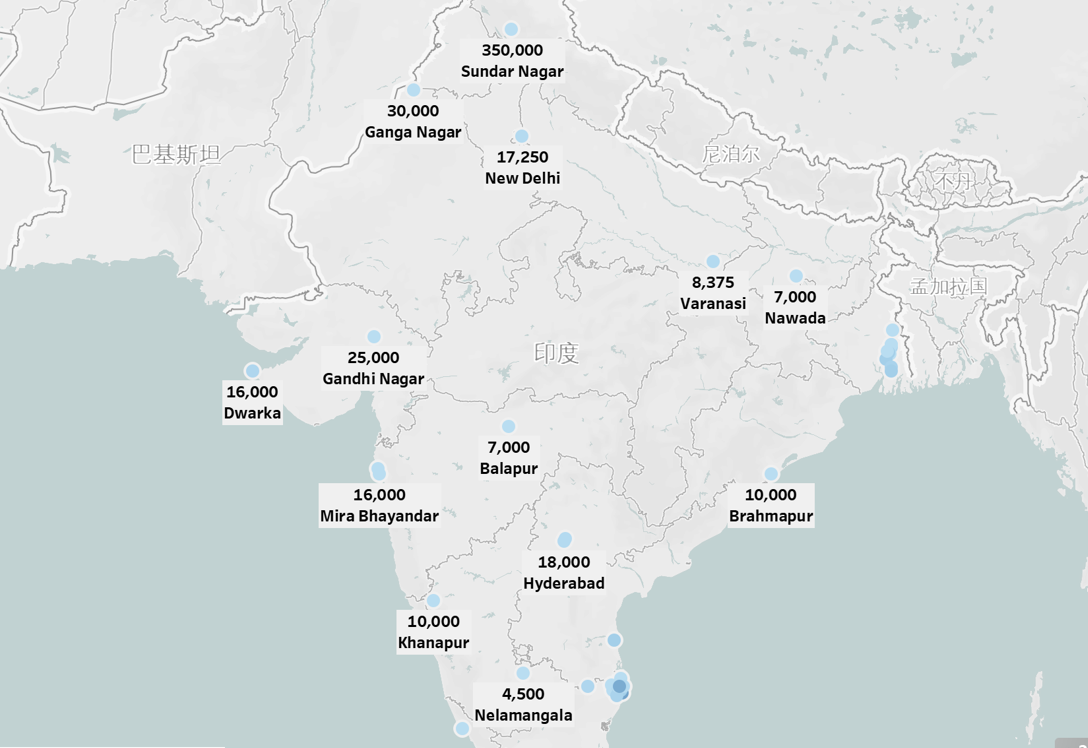 350,000
Sundar Nagar
30,000
Ganga Nagar
17,250
New Delhi
巴基斯坦
尼泊尔
不丹
8,375
Varanasi
7,000
Nawada
孟加拉国
25,000
Gandhi Nagar
印度
16,000
Dwarka
7,000
Balapur
16,000
Mira Bhayandar
10,000
Brahmapur
18,000
Hyderabad
10,000
Khanapur
4,500
Nelamangala